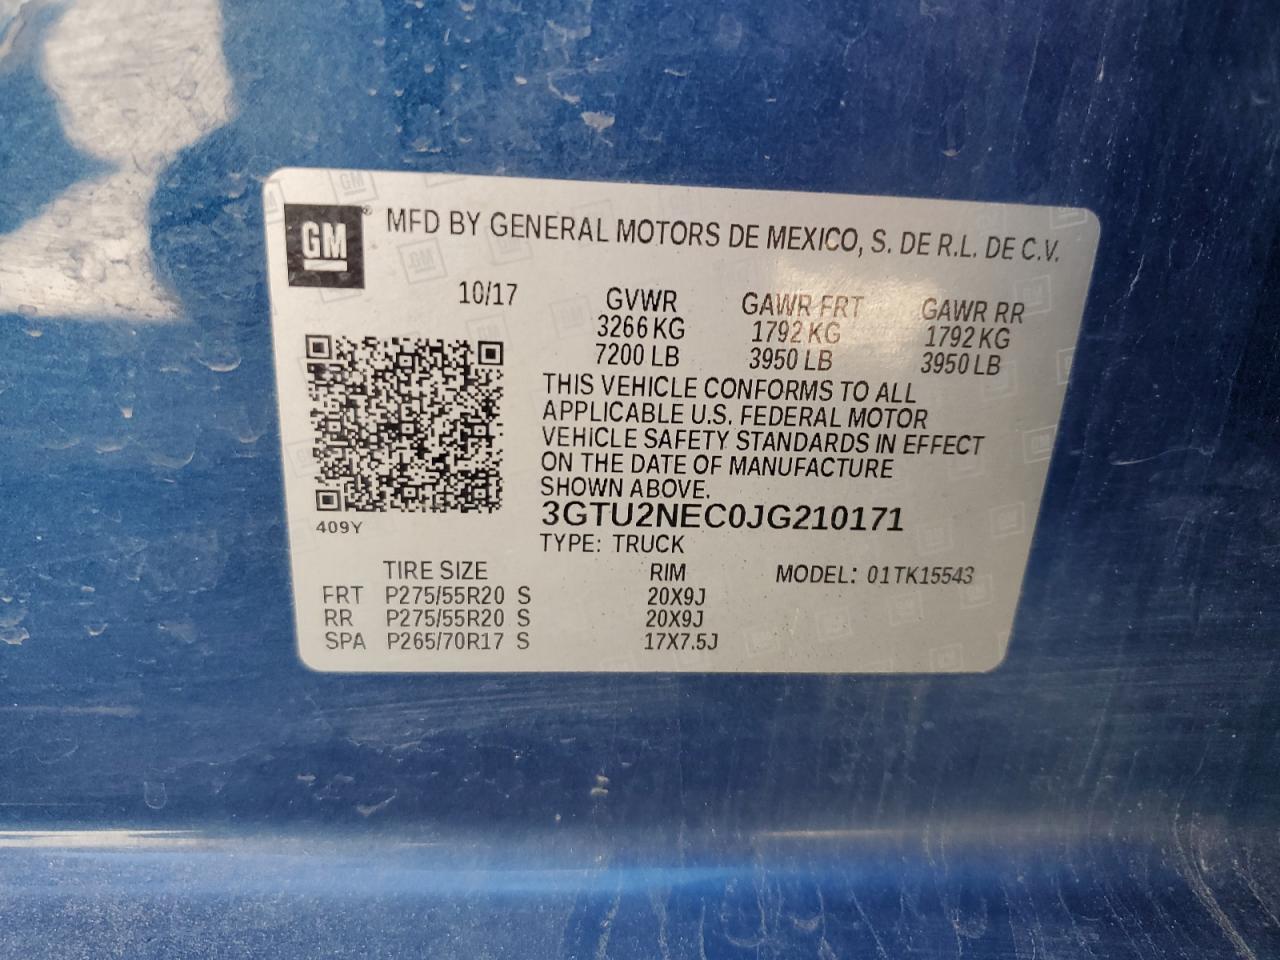 GM ® MFD BY GENERAL MOTORS DE MEXICO, S. DE R.L. DE C.V.
10/17 GVWR GAWR FRT GAWR RR
3266 KG 1792 KG 1792 KG
7200 LB 3950 LB 3950 LB
THIS VEHICLE CONFORMS TO ALL
APPLICABLE U.S. FEDERAL MOTOR
VEHICLE SAFETY STANDARDS IN EFFECT
ON THE DATE OF MANUFACTURE
SHOWN ABOVE.
409Y 3GTU2NEC0JG210171
TYPE: TRUCK
TIRE SIZE RIM MODEL: 01TK15543
FRT P275/55R20 S 20X9J
RR P275/55R20 S 20X9J
SPA P265/70R17 S 17X7.5J